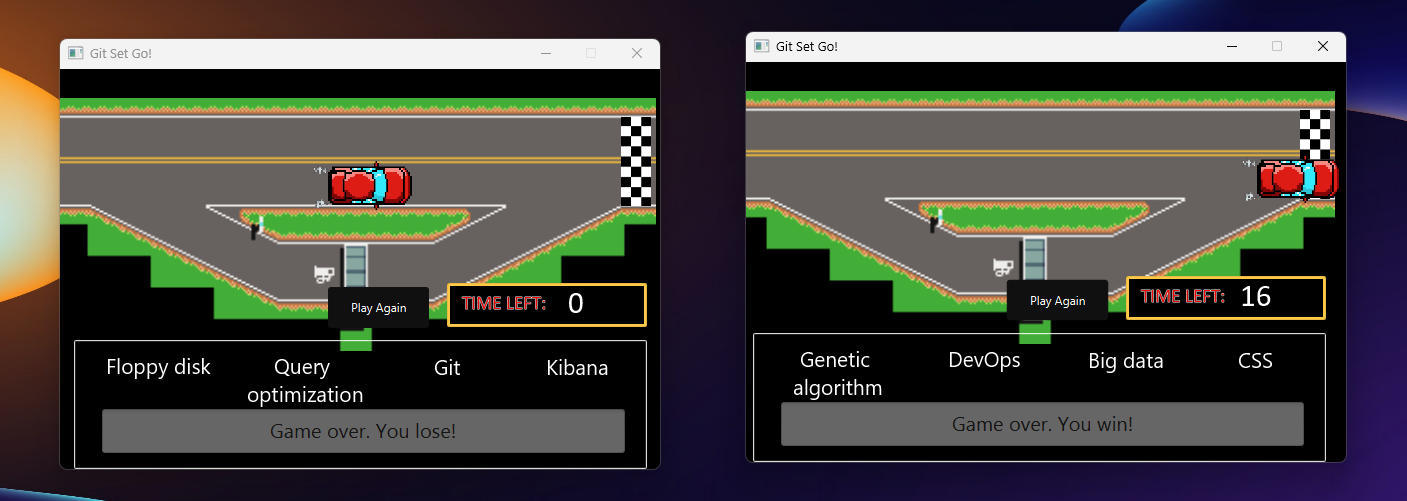 Git Set Go!
Play Again
TIME LEFT: 0
Floppy disk Query optimization Git Kibana
Game over. You lose!
Git Set Go!
Play Again
TIME LEFT: 16
Genetic algorithm DevOps Big data CSS
Game over. You win!